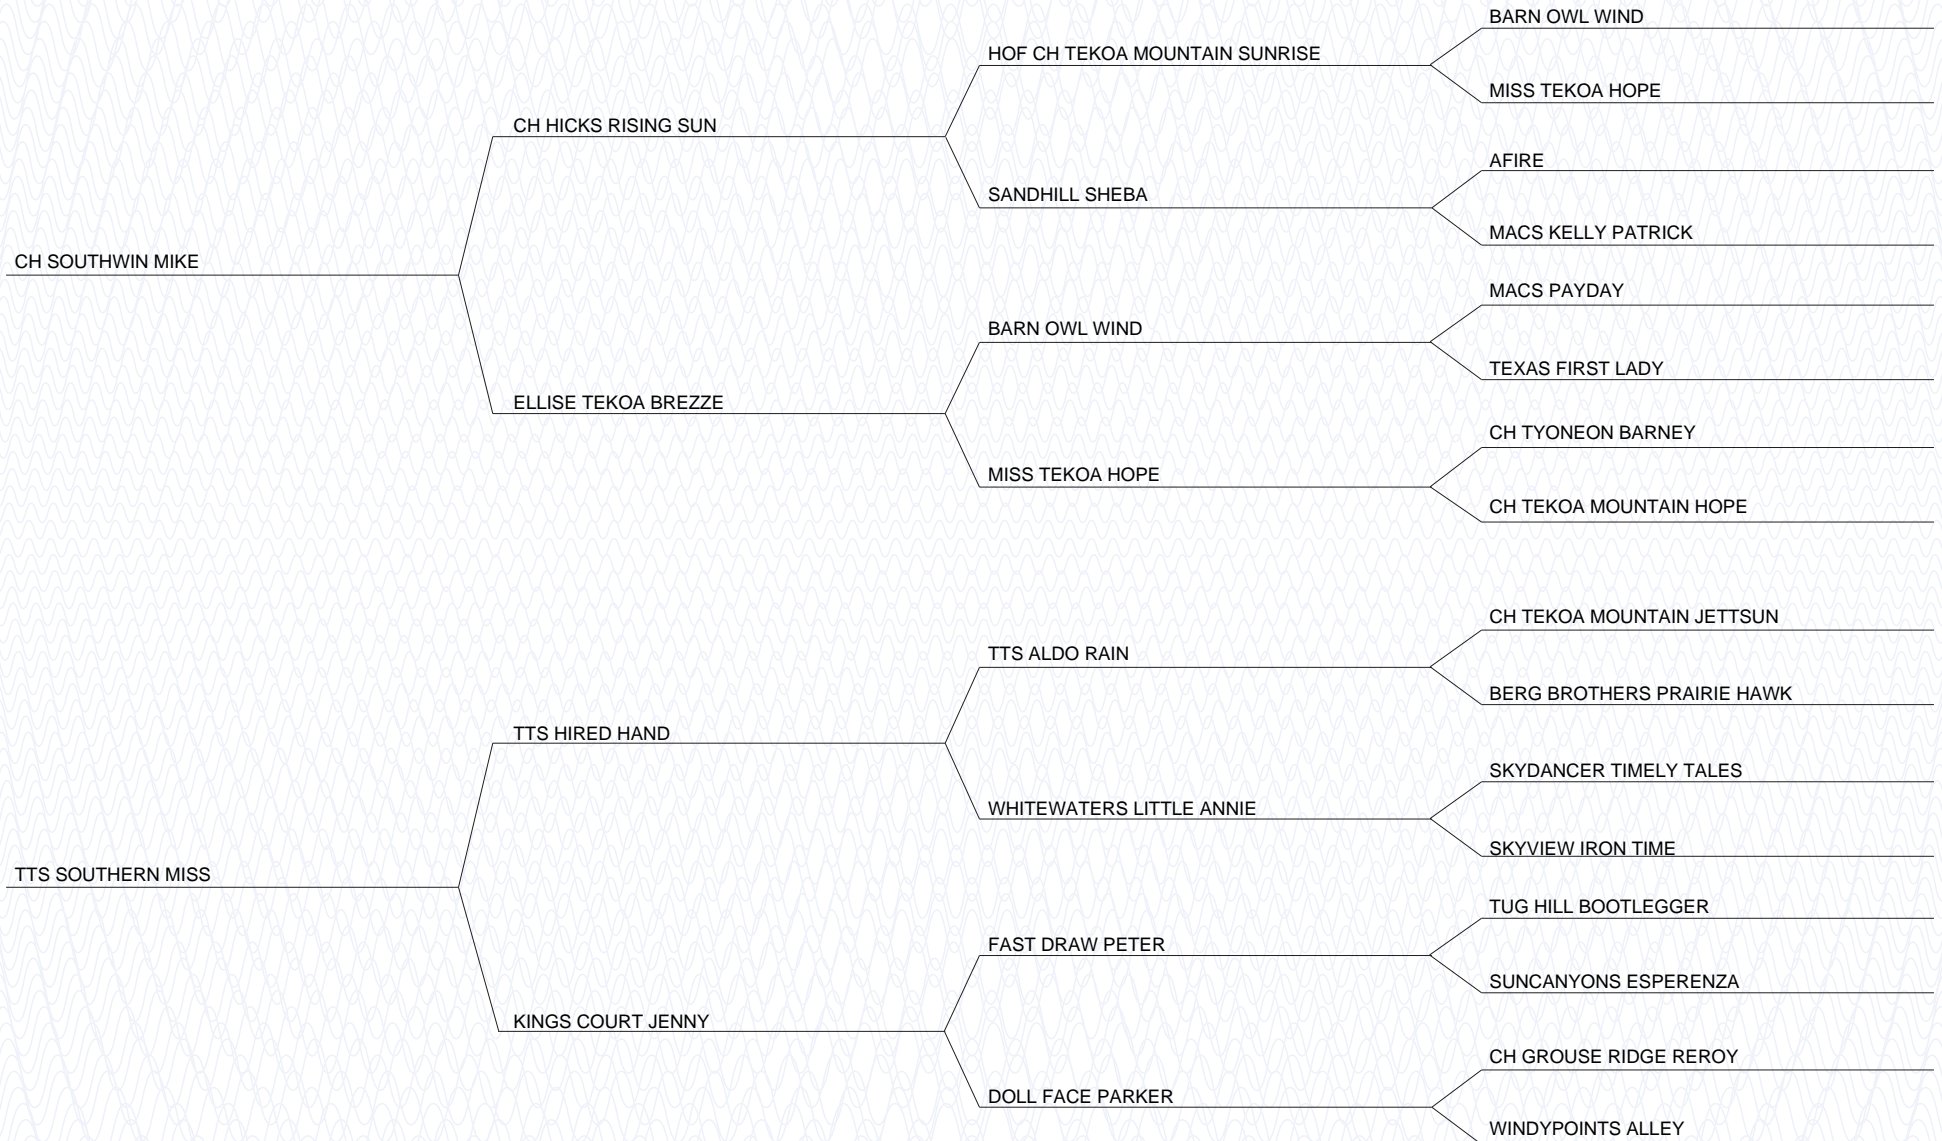 BARN OWL WIND
HOF CH TEKOA MOUNTAIN SUNRISE
MISS TEKOA HOPE
CH HICKS RISING SUN
AFIRE
SANDHILL SHEBA
MACS KELLY PATRICK
CH SOUTHWIN MIKE
MACS PAYDAY
BARN OWL WIND
TEXAS FIRST LADY
ELLISE TEKOA BREZZE
CH TYONEON BARNEY
MISS TEKOA HOPE
CH TEKOA MOUNTAIN HOPE
CH TEKOA MOUNTAIN JETTSUN
TTS ALDO RAIN
BERG BROTHERS PRAIRIE HAWK
TTS HIRED HAND
SKYDANCER TIMELY TALES
WHITEWATERS LITTLE ANNIE
SKYVIEW IRON TIME
TTS SOUTHERN MISS
TUG HILL BOOTLEGGER
FAST DRAW PETER
SUNCANYONS ESPERENZA
KINGS COURT JENNY
CH GROUSE RIDGE REROY
DOLL FACE PARKER
WINDYPOINTS ALLEY